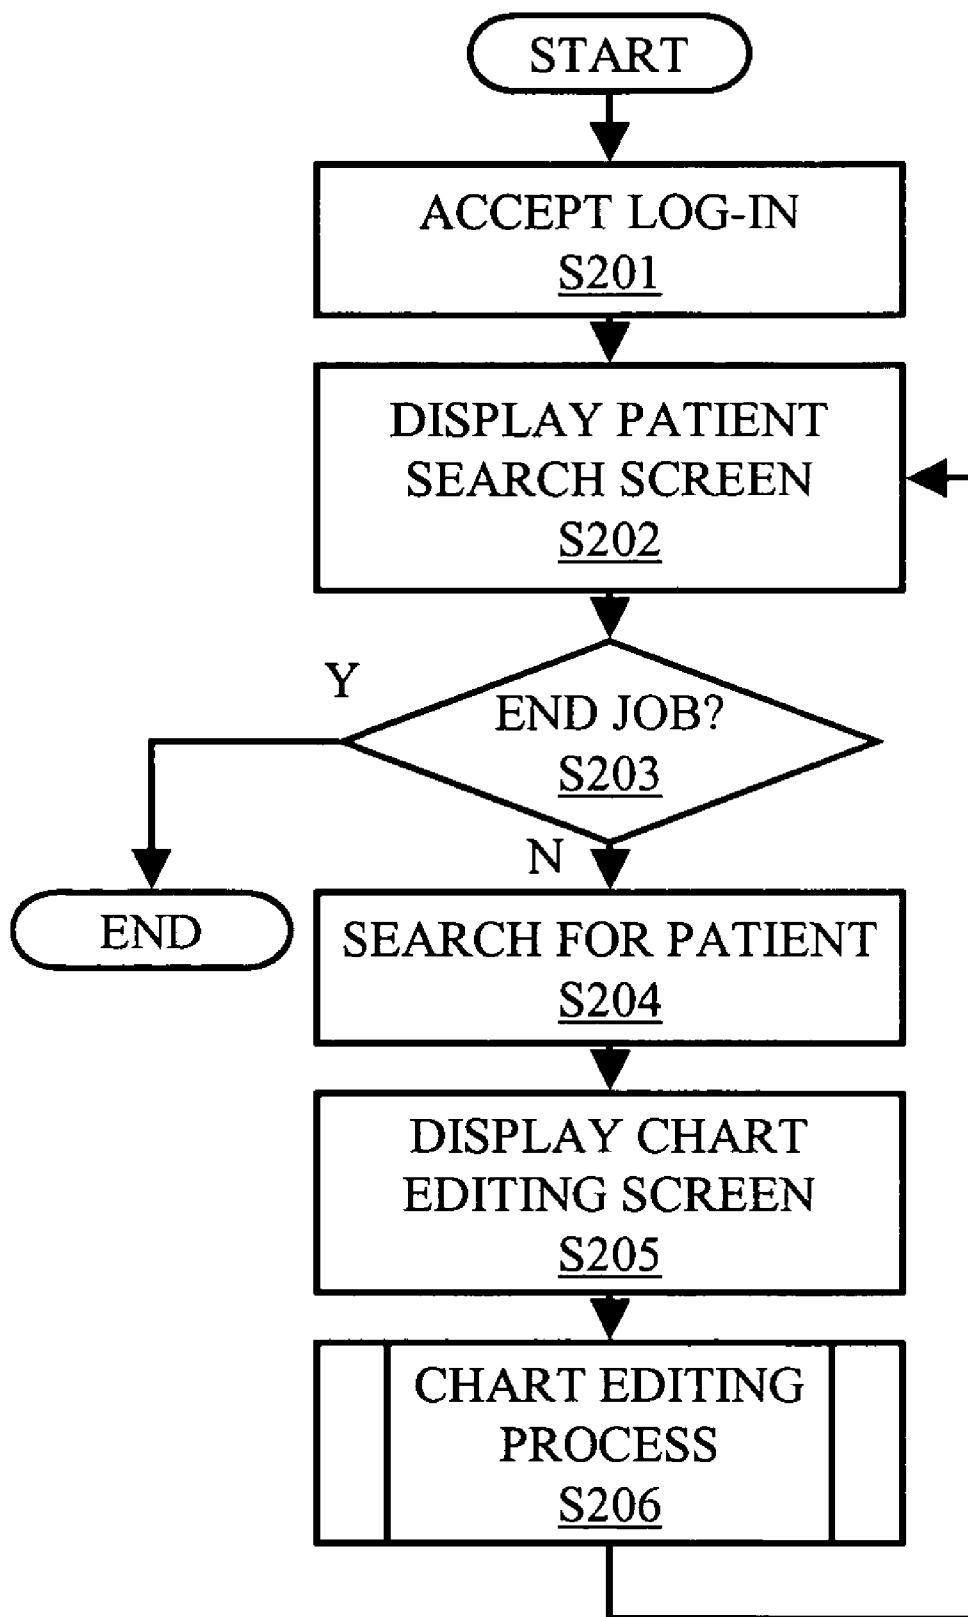 START
ACCEPT LOG-IN
S201
DISPLAY PATIENT
SEARCH SCREEN
S202
Y
END JOB?
S203
N
END
SEARCH FOR PATIENT
S204
DISPLAY CHART
EDITING SCREEN
S205
CHART EDITING
PROCESS
S206